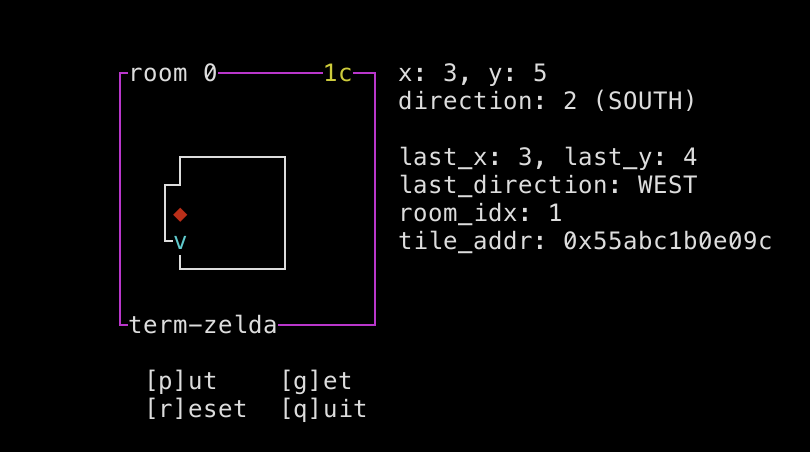 room 0 1c
x: 3, y: 5
direction: 2 (SOUTH)
last_x: 3, last_y: 4
last_direction: WEST
room_idx: 1
v
tile_addr: 0x55abc1b0e09c
term-zelda
[p]ut [g]et
[r]eset [q]uit